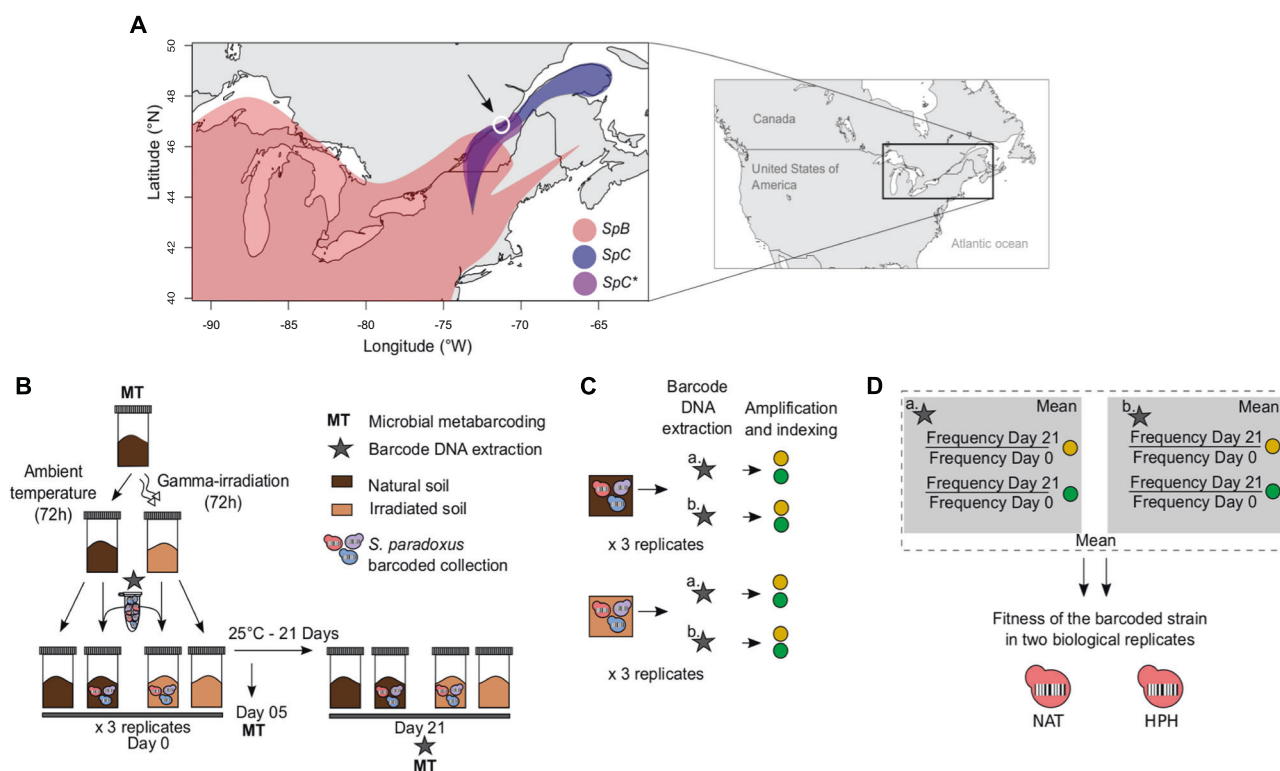 A
50
48
46
44
42
40
Latitude (°N)
-90
-85
-80
-75
-70
-65
Longitude (°W)
SpB
SpC
SpC*
Canada
United States of
America
Atlantic ocean
B
MT
Ambient
temperature
(72h)
Gamma-irradiation
(72h)
MT Microbial metabarcoding
Barcode DNA extraction
Natural soil
Irradiated soil
S. paradoxus
barcoded collection
25°C - 21 Days
x 3 replicates
Day 0
Day 05
MT
Day 21
MT
C
Barcode
DNA
extraction
Amplification
and indexing
a.
b.
x 3 replicates
a.
b.
x 3 replicates
D
a.
Mean
Frequency Day 21
Frequency Day 0
Frequency Day 21
Frequency Day 0
b.
Mean
Frequency Day 21
Frequency Day 0
Frequency Day 21
Frequency Day 0
Mean
Fitness of the barcoded strain
in two biological replicates
NAT
HPH